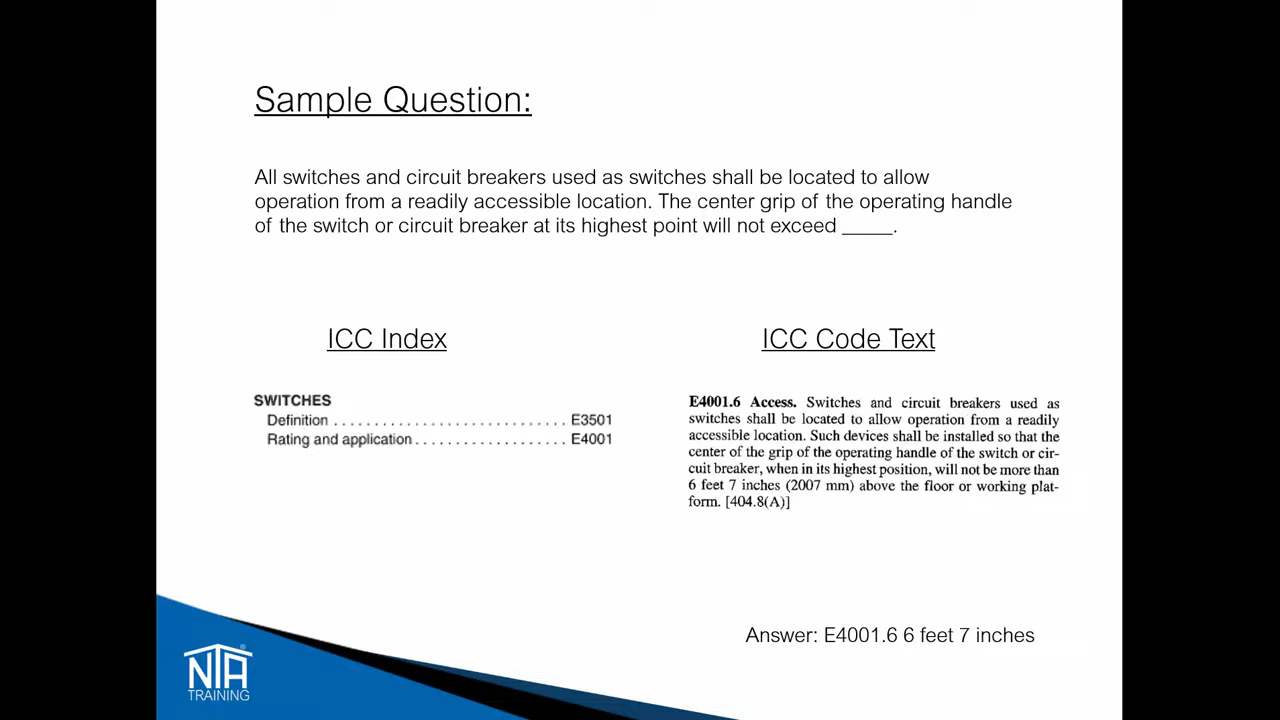 Sample Question:
All switches and circuit breakers used as switches shall be located to allow
operation from a readily accessible location. The center grip of the operating handle
of the switch or circuit breaker at its highest point will not exceed _____.
ICC Index
SWITCHES
Definition . . . . . . . . . . . . . . . . . . . . . . . . . . . . . . E3501
Rating and application . . . . . . . . . . . . . . . . . . . . E4001
ICC Code Text
E4001.6 Access. Switches and circuit breakers used as
switches shall be located to allow operation from a readily
accessible location. Such devices shall be installed so that the
center of the grip of the operating handle of the switch or cir-
cuit breaker, when in its highest position, will not be more than
6 feet 7 inches (2007 mm) above the floor or working plat-
form. [404.8(A)]
Answer: E4001.6 6 feet 7 inches
NTA®
TRAINING